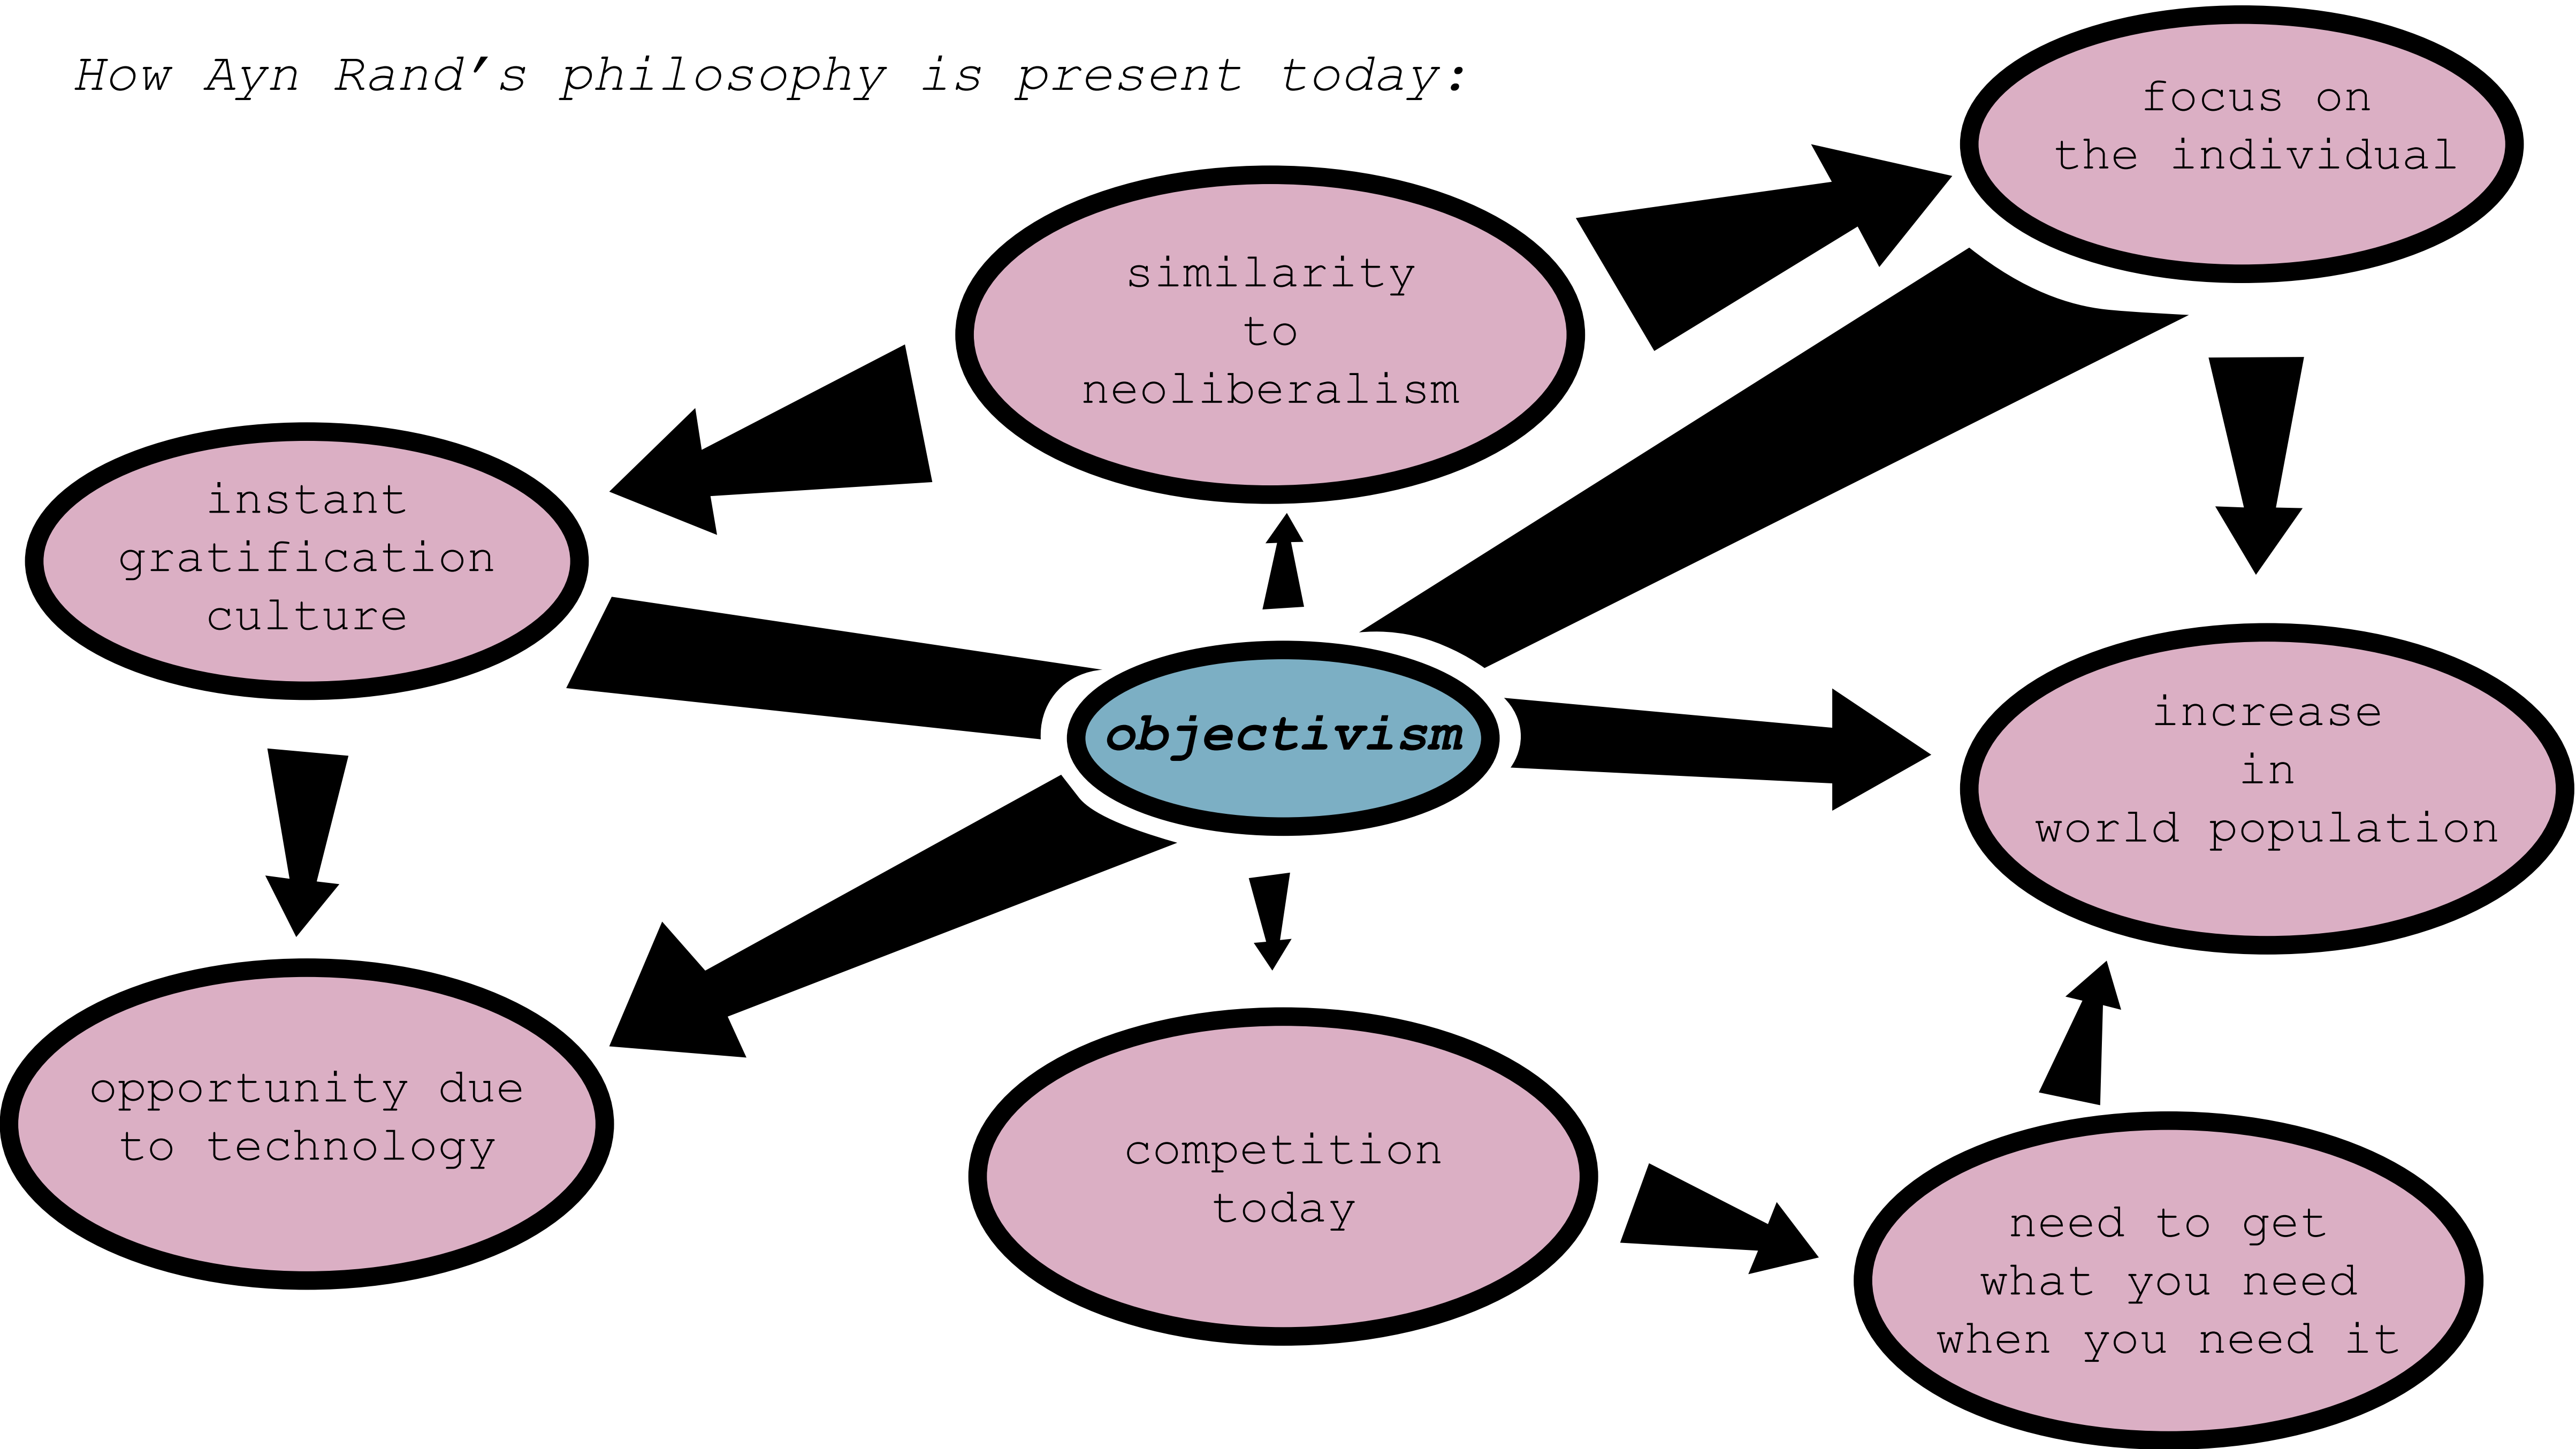 How Ayn Rand's philosophy is present today:
focus on
the individual
similarity
to
neoliberalism
instant
gratification
culture
objectivism
increase
in
world population
opportunity due
to technology
competition
today
need to get
what you need
when you need it